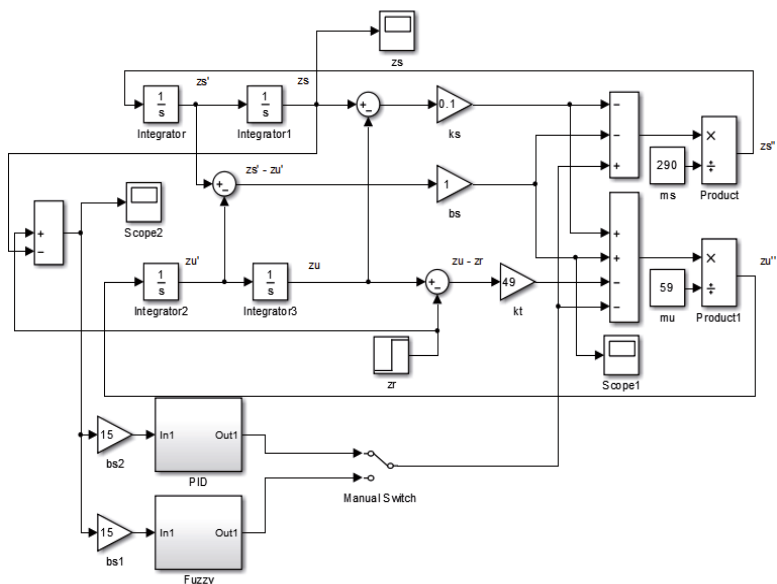 zs
zs'
zs
zs''
1
s
1
s
+
−
0.1
−
−
+
×
÷
Integrator
Integrator1
ks
290
ms
Product
zs' - zu'
+
−
1
bs
Scope2
+
−
zu'
zu
zu - zr
zu''
1
s
1
s
+
−
49
+
+
−
−
×
÷
59
Integrator2
Integrator3
kt
mu
Product1
zr
Scope1
15
In1
Out1
bs2
PID
Manual Switch
15
In1
Out1
bs1
Fuzzy